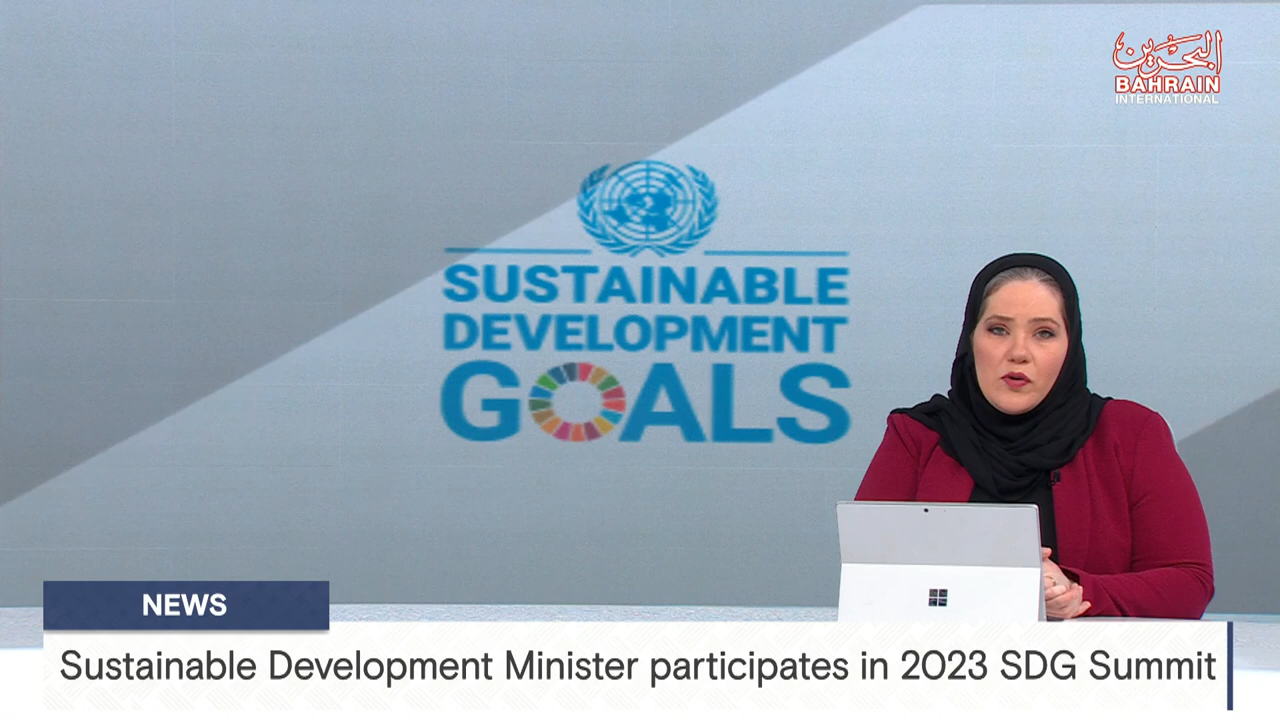 البحرين
BAHRAIN
INTERNATIONAL
SUSTAINABLE
DEVELOPMENT
GOALS
NEWS
Sustainable Development Minister participates in 2023 SDG Summit